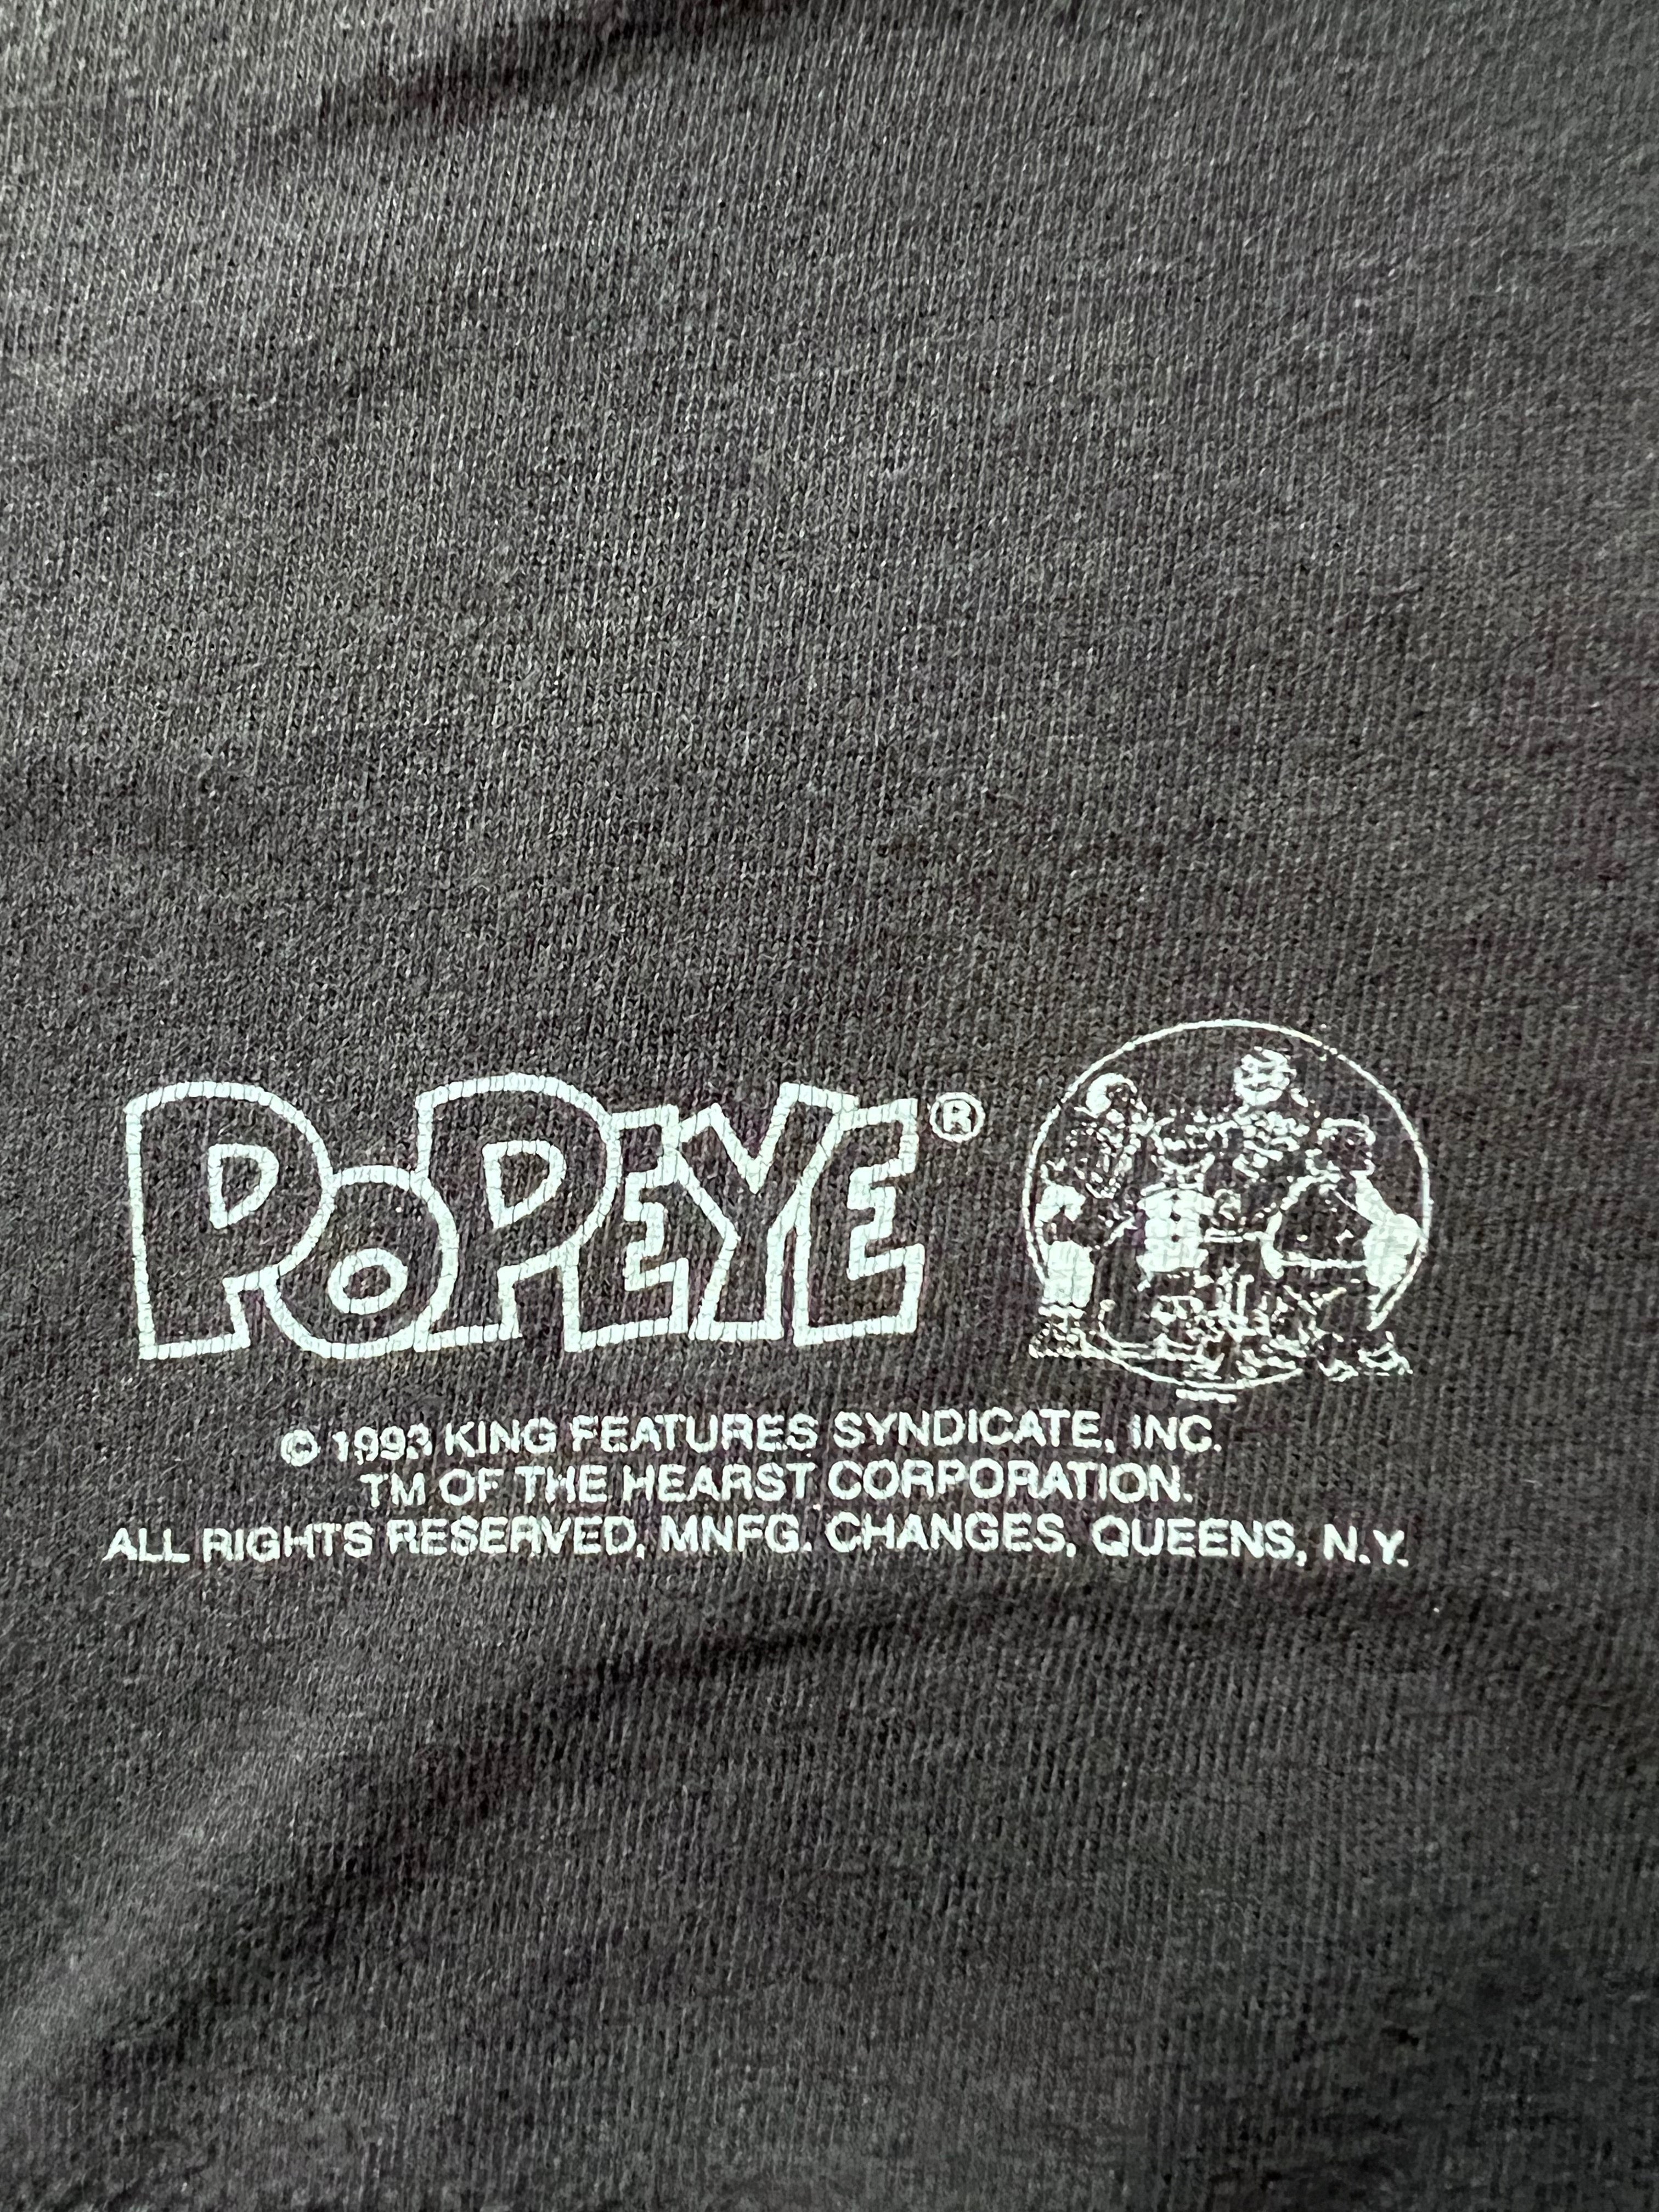 POPEYE®
© 1993 KING FEATURES SYNDICATE, INC.
TM OF THE HEARST CORPORATION.
ALL RIGHTS RESERVED, MNFG. CHANGES, QUEENS, N.Y.